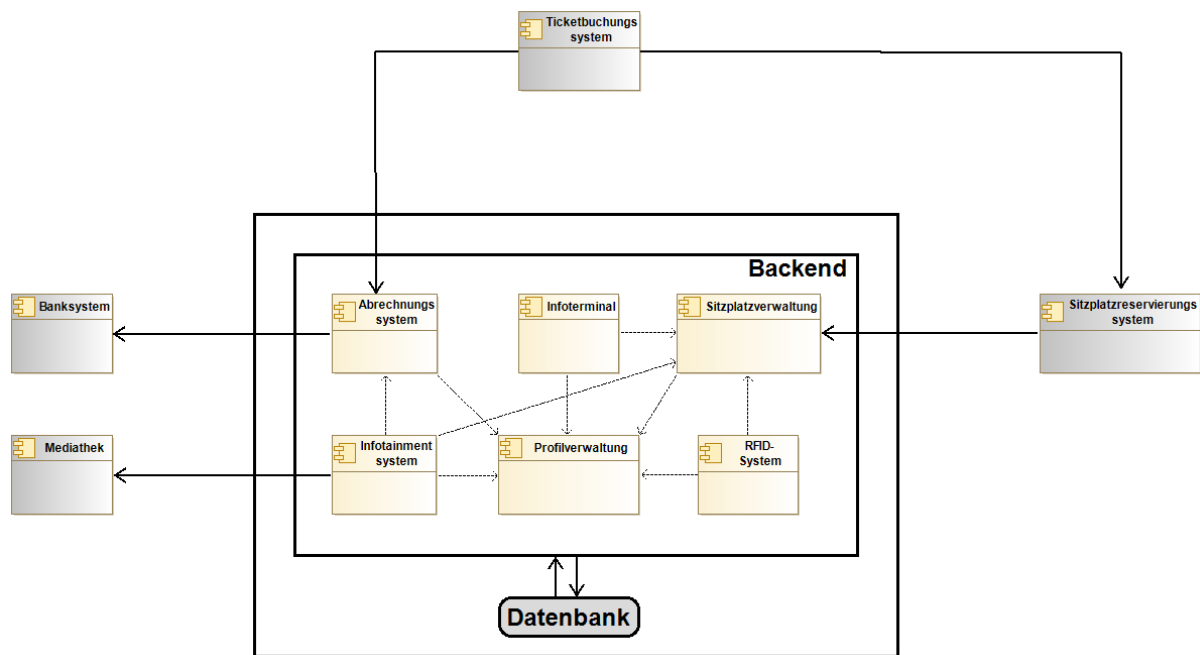 Ticketbuchungs
system
Backend
Banksystem
Abrechnungs
system
Infoterminal
Sitzplatzverwaltung
Sitzplatzreservierungs
system
Mediathek
Infotainment
system
Profilverwaltung
RFID-
System
Datenbank